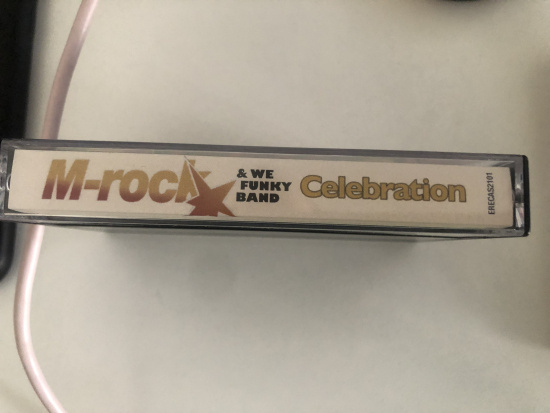 M-rock
& WE
FUNKY
BAND
Celebration
ERECAS2101